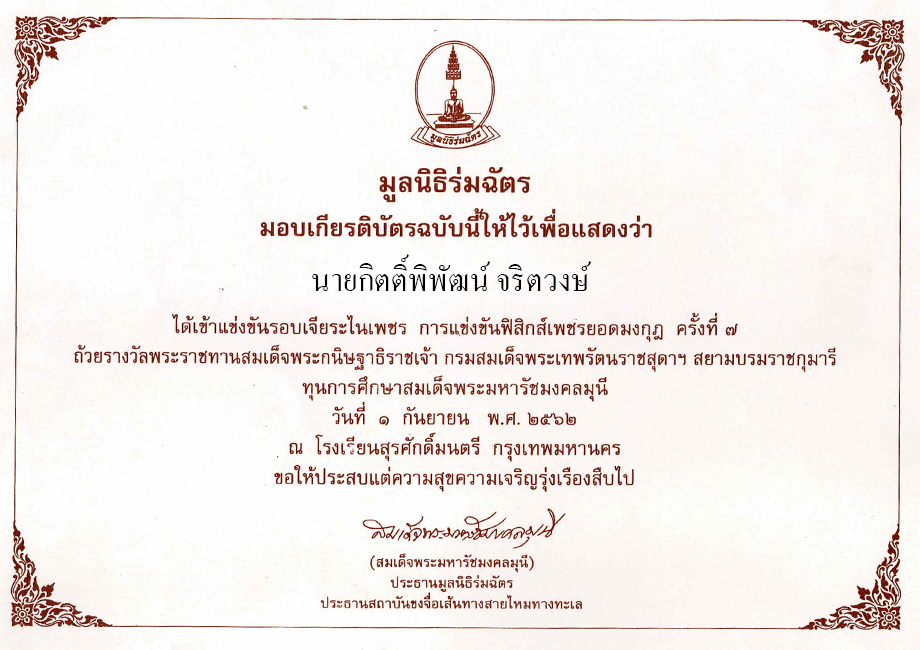 มูลนิธิร่มฉัตร
มูลนิธิร่มฉัตร
มอบเกียรติบัตรฉบับนี้ให้ไว้เพื่อแสดงว่า
นายกิตติ์พิพัฒน์ จริตวงษ์
ได้เข้าแข่งขันรอบเจียระไนเพชร การแข่งขันฟิสิกส์เพชรยอดมงกุฎ ครั้งที่ ๗
ถ้วยรางวัลพระราชทานสมเด็จพระกนิษฐาธิราชเจ้า กรมสมเด็จพระเทพรัตนราชสุดาฯ สยามบรมราชกุมารี
ทุนการศึกษาสมเด็จพระมหารัชมงคลมุนี
วันที่ ๑ กันยายน พ.ศ. ๒๕๖๒
ณ โรงเรียนสุรศักดิ์มนตรี กรุงเทพมหานคร
ขอให้ประสบแต่ความสุขความเจริญรุ่งเรืองสืบไป
สมเด็จพระมหารัชมงคลมุนี
(สมเด็จพระมหารัชมงคลมุนี)
ประธานมูลนิธิร่มฉัตร
ประธานสถาบันขงจื่อเส้นทางสายไหมทางทะเล